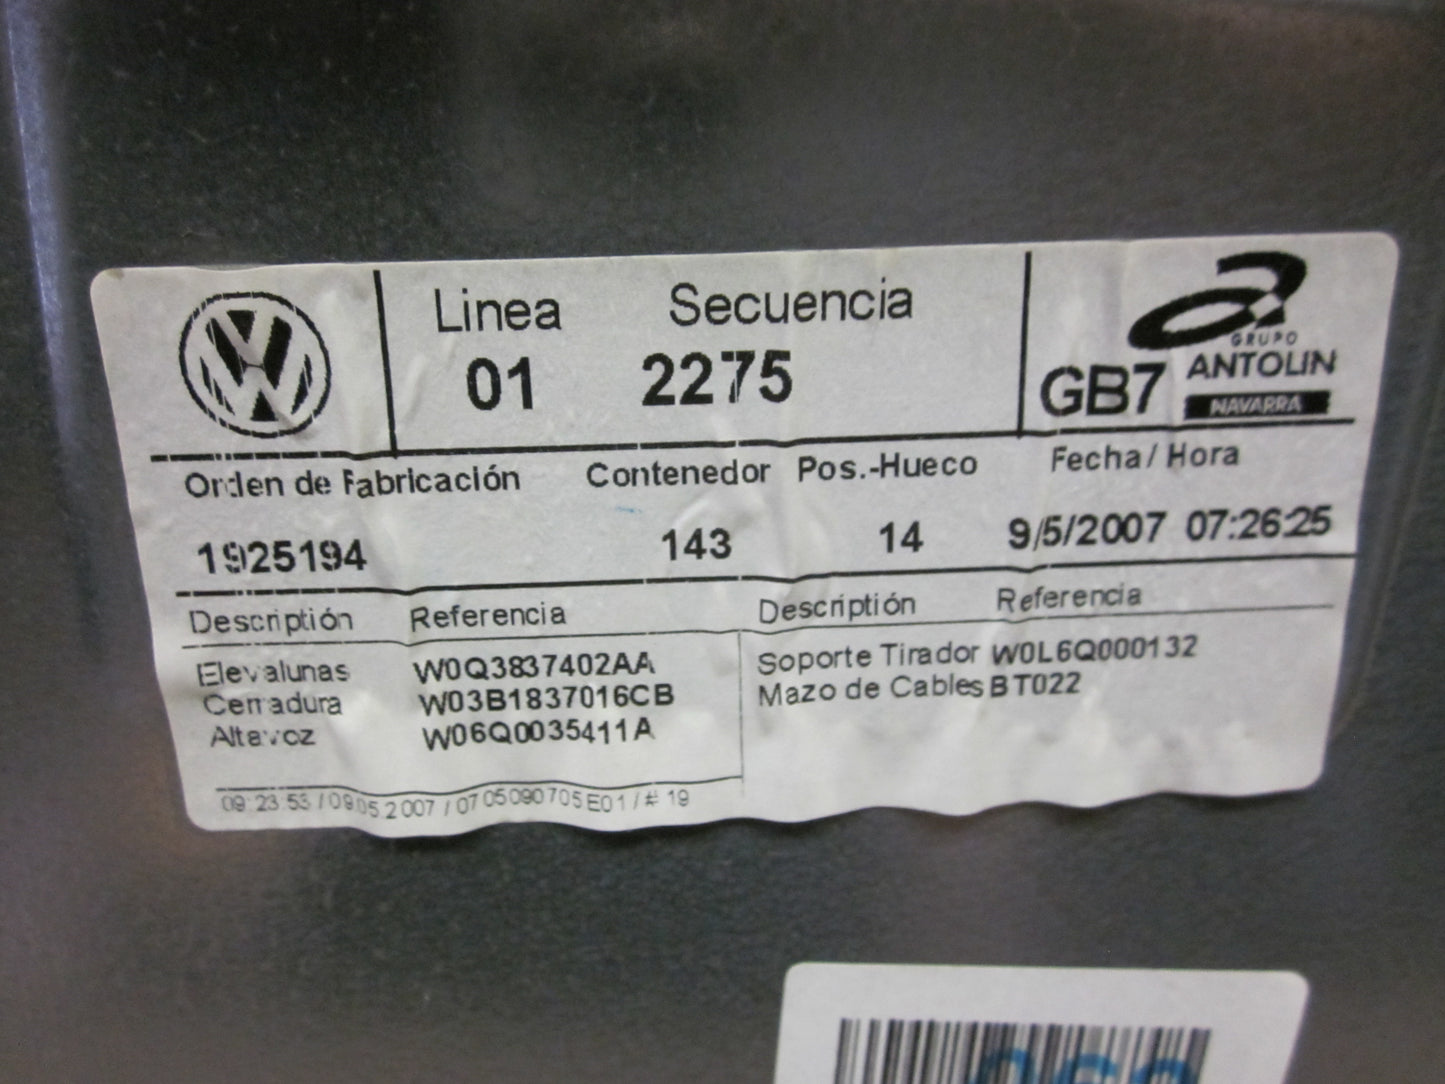 Linea Secuencia
01 2275
GB7
GRUPO
ANTOLIN
NAVARRA
Orden de Fabricación Contenedor Pos.-Hueco Fecha/Hora
1925194 143 14 9/5/2007 07:26:25
Descriptión Referencia Descriptión Referencia
Elevalunas W0Q3837402AA
Cerradura W03B1837016CB
Altavoz W06Q0035411A
Soporte Tirador W0L6Q000132
Mazo de Cables BT022
09:23:53 / 09.05.2007 / 0705090705E01 / # 19